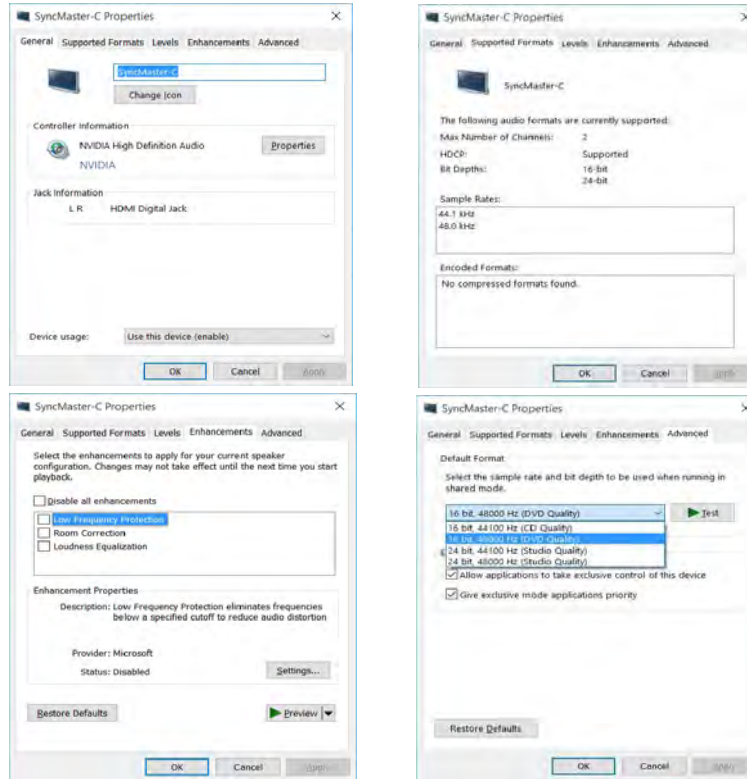 SyncMaster-C Properties
General Supported Formats Levels Enhancements Advanced
SyncMaster-C
Change Icon
Controller Information
NVIDIA High Definition Audio
Properties
NVIDIA
Jack Information
L R HDMI Digital Jack
Device usage:
Use this device (enable)
OK Cancel Apply
SyncMaster-C Properties
General Supported Formats Levels Enhancements Advanced
SyncMaster-C
The following audio formats are currently supported:
Max Number of Channels: 2
HDCP: Supported
Bit Depths: 16-bit
24-bit
Sample Rates:
44.1 kHz
48.0 kHz
Encoded Formats:
No compressed formats found.
OK Cancel Apply
SyncMaster-C Properties
General Supported Formats Levels Enhancements Advanced
Select the enhancements to apply for your current speaker
configuration. Changes may not take effect until the next time you start
playback.
Disable all enhancements
Low Frequency Protection
Room Correction
Loudness Equalization
Enhancement Properties
Description: Low Frequency Protection eliminates frequencies
below a specified cutoff to reduce audio distortion
Provider: Microsoft
Status: Disabled
Settings...
Restore Defaults
Preview
OK Cancel Apply
SyncMaster-C Properties
General Supported Formats Levels Enhancements Advanced
Default Format
Select the sample rate and bit depth to be used when running in
shared mode.
16 bit, 48000 Hz (DVD Quality)
Test
16 bit, 44100 Hz (CD Quality)
16 bit, 48000 Hz (DVD Quality)
24 bit, 44100 Hz (Studio Quality)
24 bit, 48000 Hz (Studio Quality)
Allow applications to take exclusive control of this device
Give exclusive mode applications priority
Restore Defaults
OK Cancel Apply